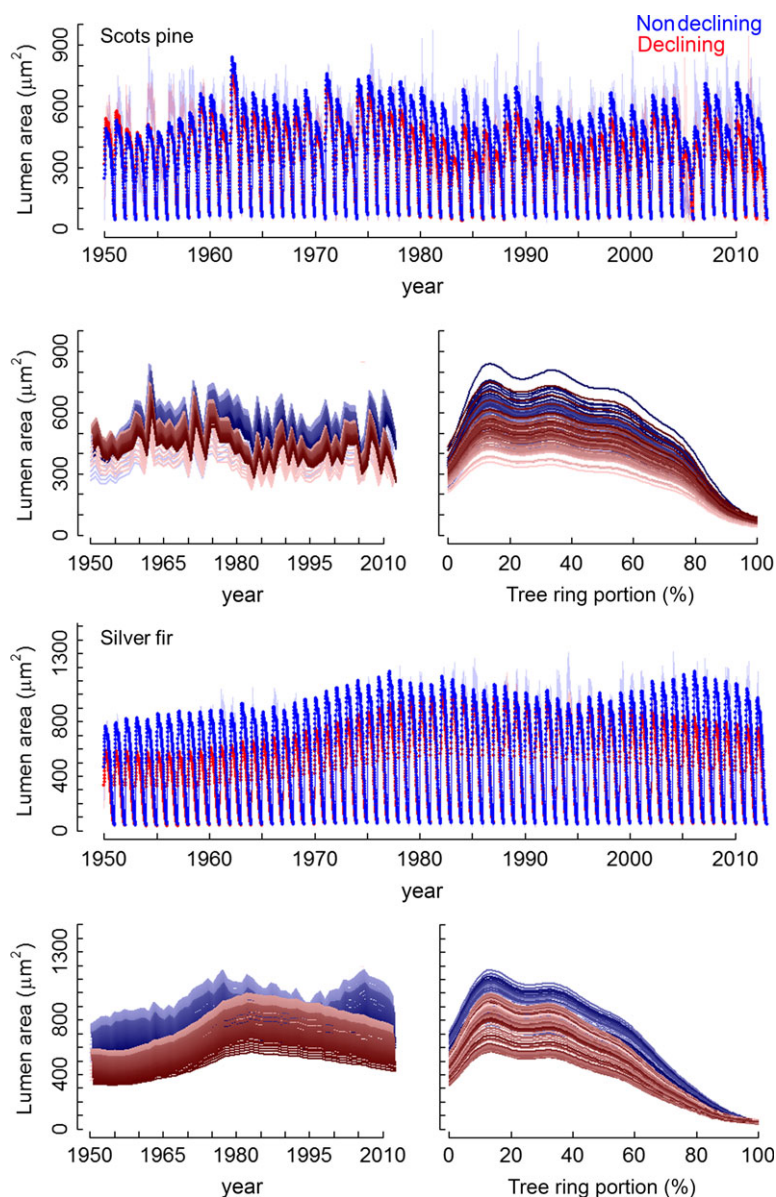 Scots pine
Non declining
Declining
Lumen area (μm²)
900
600
300
0
1950 1960 1970 1980 1990 2000 2010
year
Lumen area (μm²)
900
600
300
0
1950 1965 1980 1995 2010
year
0 20 40 60 80 100
Tree ring portion (%)
Silver fir
Lumen area (μm²)
1300
800
400
0
1950 1960 1970 1980 1990 2000 2010
year
Lumen area (μm²)
1300
800
400
0
1950 1965 1980 1995 2010
year
0 20 40 60 80 100
Tree ring portion (%)